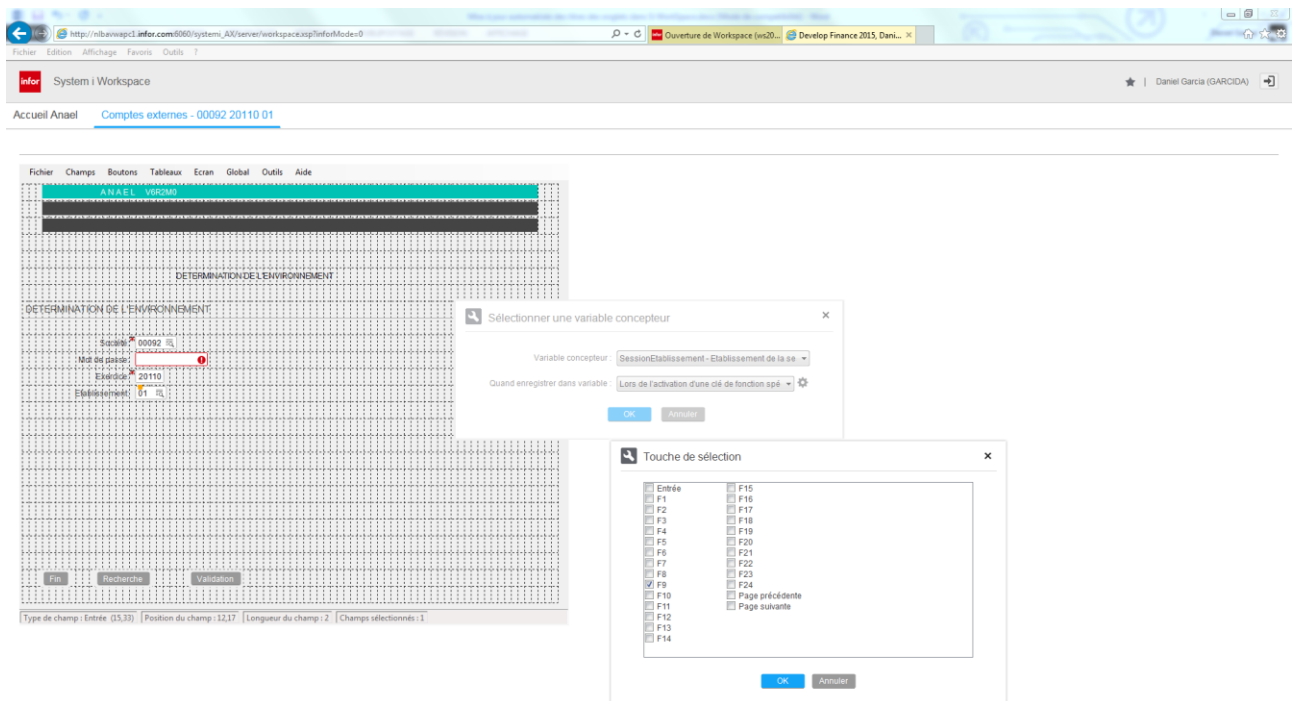 http://nlbavwapc1.infor.com:6060/systemi_AX/server/workspace.xsp?inforMode=0
Ouverture de Workspace (ws20...
Develop Finance 2015, Dani...
Fichier Edition Affichage Favoris Outils ?
infor System i Workspace
Daniel Garcia (GARCIDA)
Accueil Anael Comptes externes - 00092 20110 01
Fichier Champs Boutons Tableaux Ecran Global Outils Aide
A N A E L V6R2M0
DETERMINATION DE L'ENVIRONNEMENT
DETERMINATION DE L'ENVIRONNEMENT
Société: 00092
Mot de passe:
Exercice: 20110
Etablissement: 01
Fin Recherche Validation
Type de champ : Entrée (15,33) Position du champ : 12,17 Longueur du champ : 2 Champs sélectionnés : 1
Sélectionner une variable concepteur
Variable concepteur : SessionEtablissement - Etablissement de la se
Quand enregistrer dans variable : Lors de l'activation d'une clé de fonction spé
OK Annuler
Touche de sélection
Entrée F15
F1 F16
F2 F17
F3 F18
F4 F19
F5 F20
F6 F21
F7 F22
F8 F23
F9 F24
F10 Page précédente
F11 Page suivante
F12
F13
F14
OK Annuler